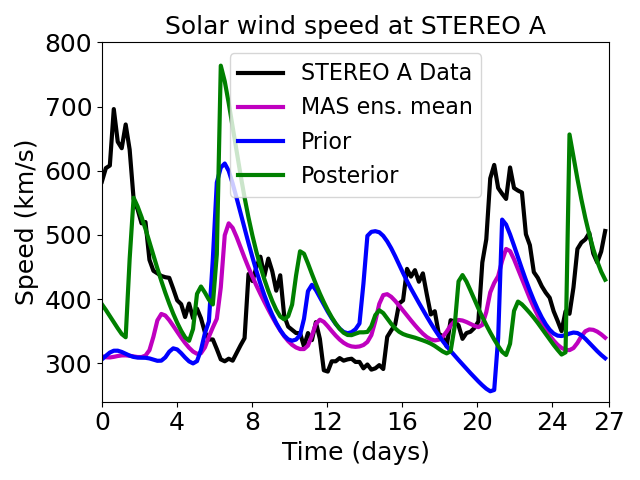 Solar wind speed at STEREO A
800
700
600
500
400
300
Speed (km/s)
STEREO A Data
MAS ens. mean
Prior
Posterior
0 4 8 12 16 20 24 27
Time (days)